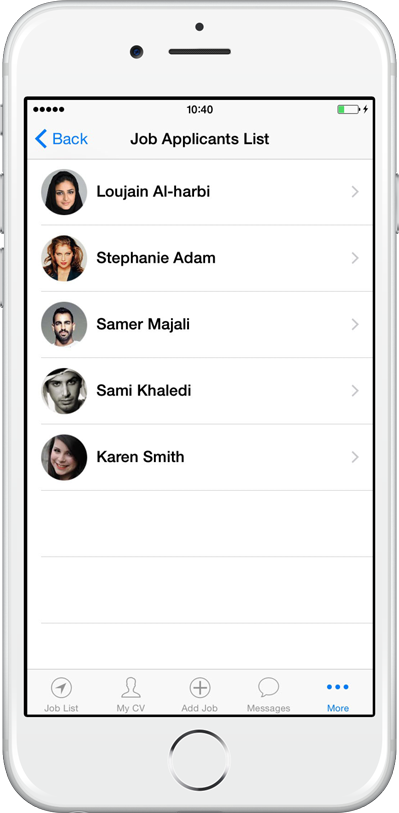 10:40
Back
Job Applicants List
Loujain Al-harbi
Stephanie Adam
Samer Majali
Sami Khaledi
Karen Smith
Job List
My CV
Add Job
Messages
More